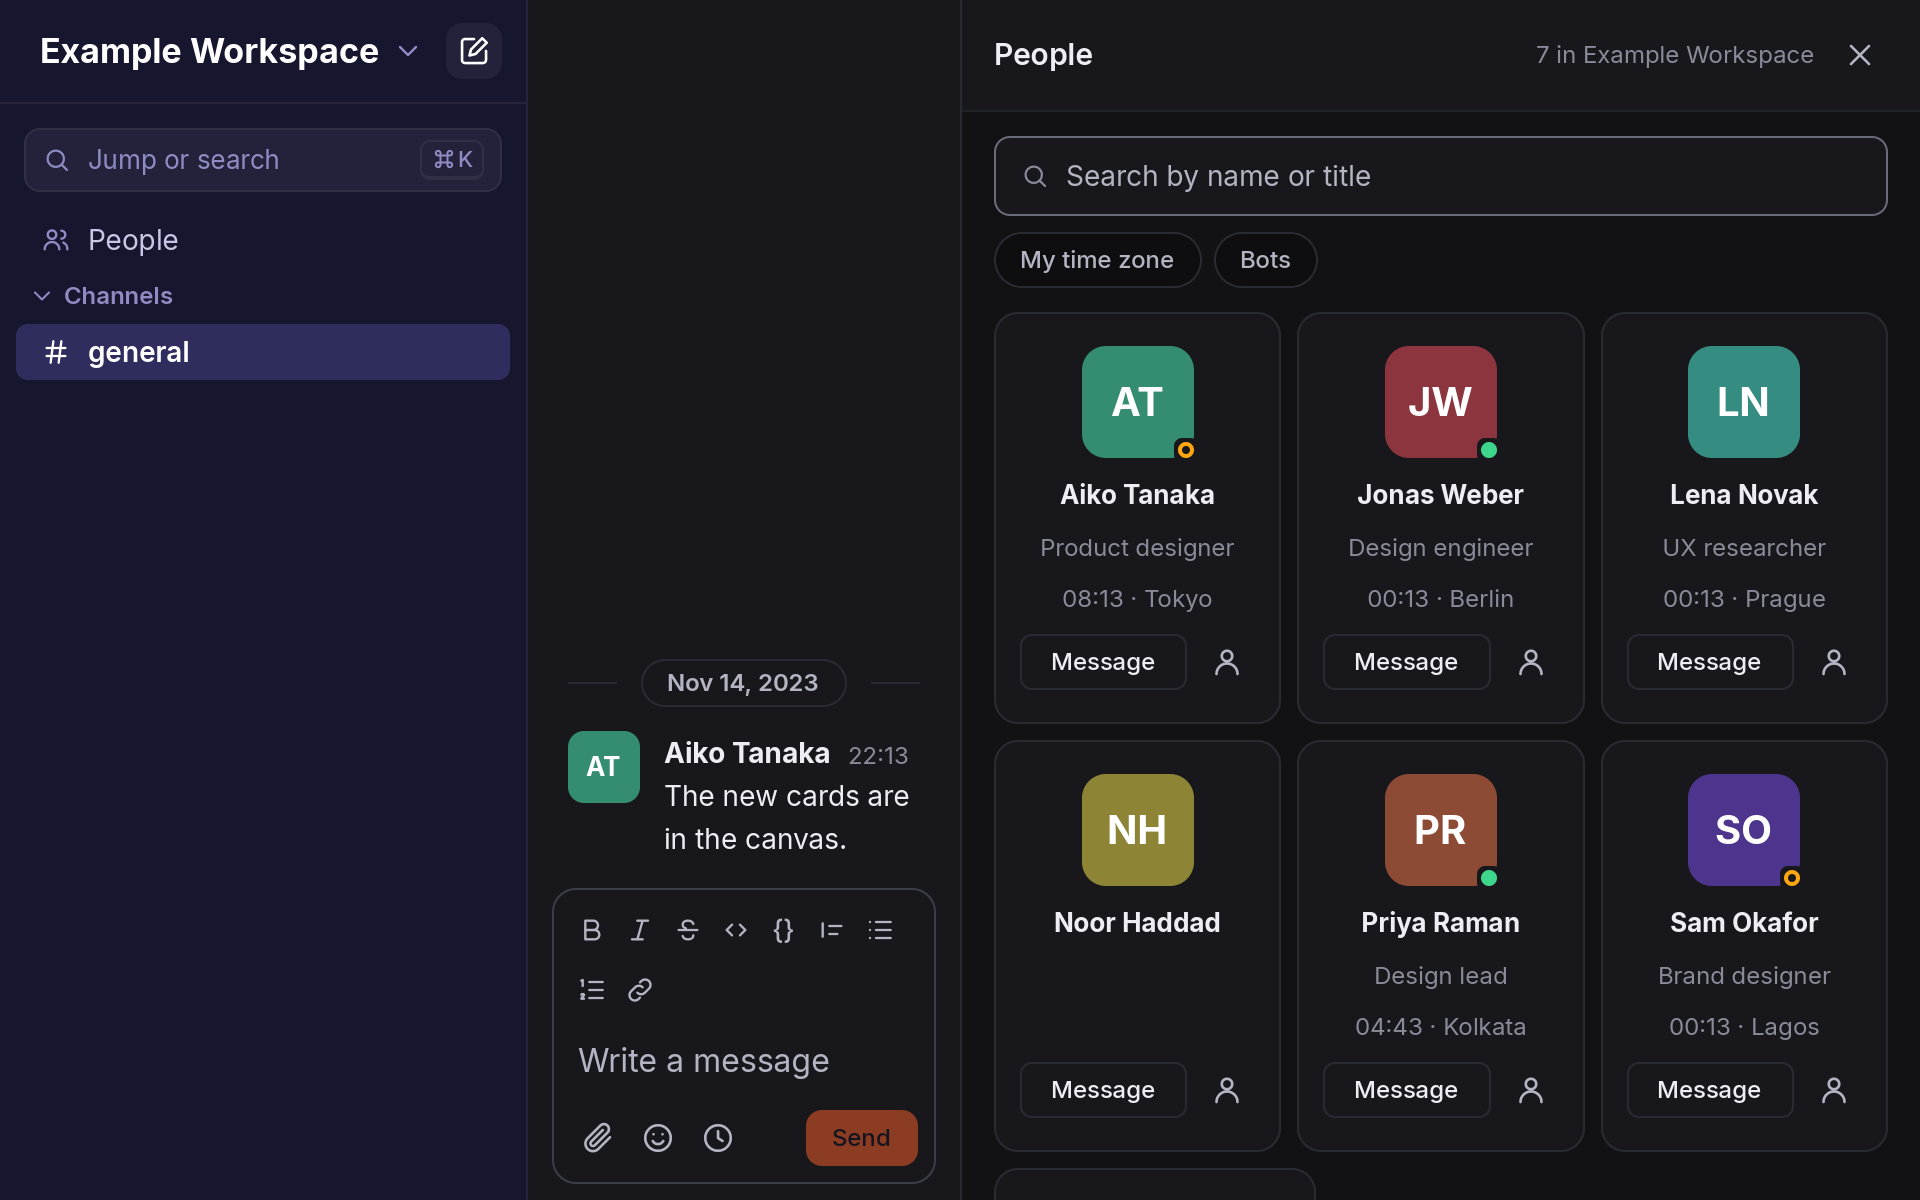 Example Workspace
Jump or search
⌘K
People
Channels
general
Nov 14, 2023
AT
Aiko Tanaka 22:13
The new cards are
in the canvas.
Write a message
Send
People
7 in Example Workspace
Search by name or title
My time zone
Bots
AT
Aiko Tanaka
Product designer
08:13 · Tokyo
Message
JW
Jonas Weber
Design engineer
00:13 · Berlin
Message
LN
Lena Novak
UX researcher
00:13 · Prague
Message
NH
Noor Haddad
Message
PR
Priya Raman
Design lead
04:43 · Kolkata
Message
SO
Sam Okafor
Brand designer
00:13 · Lagos
Message